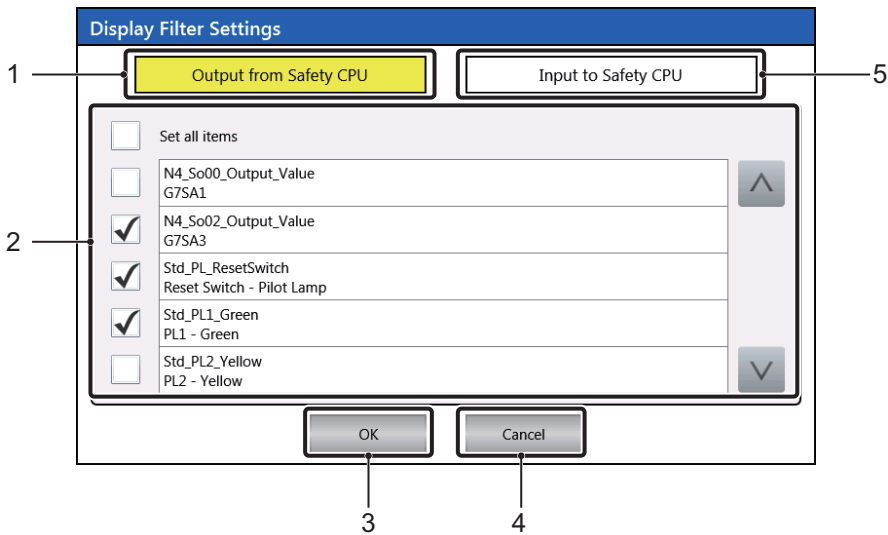 Display Filter Settings
1
Output from Safety CPU
Input to Safety CPU
5
Set all items
N4_So00_Output_Value
G7SA1
2
N4_So02_Output_Value
G7SA3
Std_PL_ResetSwitch
Reset Switch - Pilot Lamp
Std_PL1_Green
PL1 - Green
Std_PL2_Yellow
PL2 - Yellow
OK
Cancel
3
4